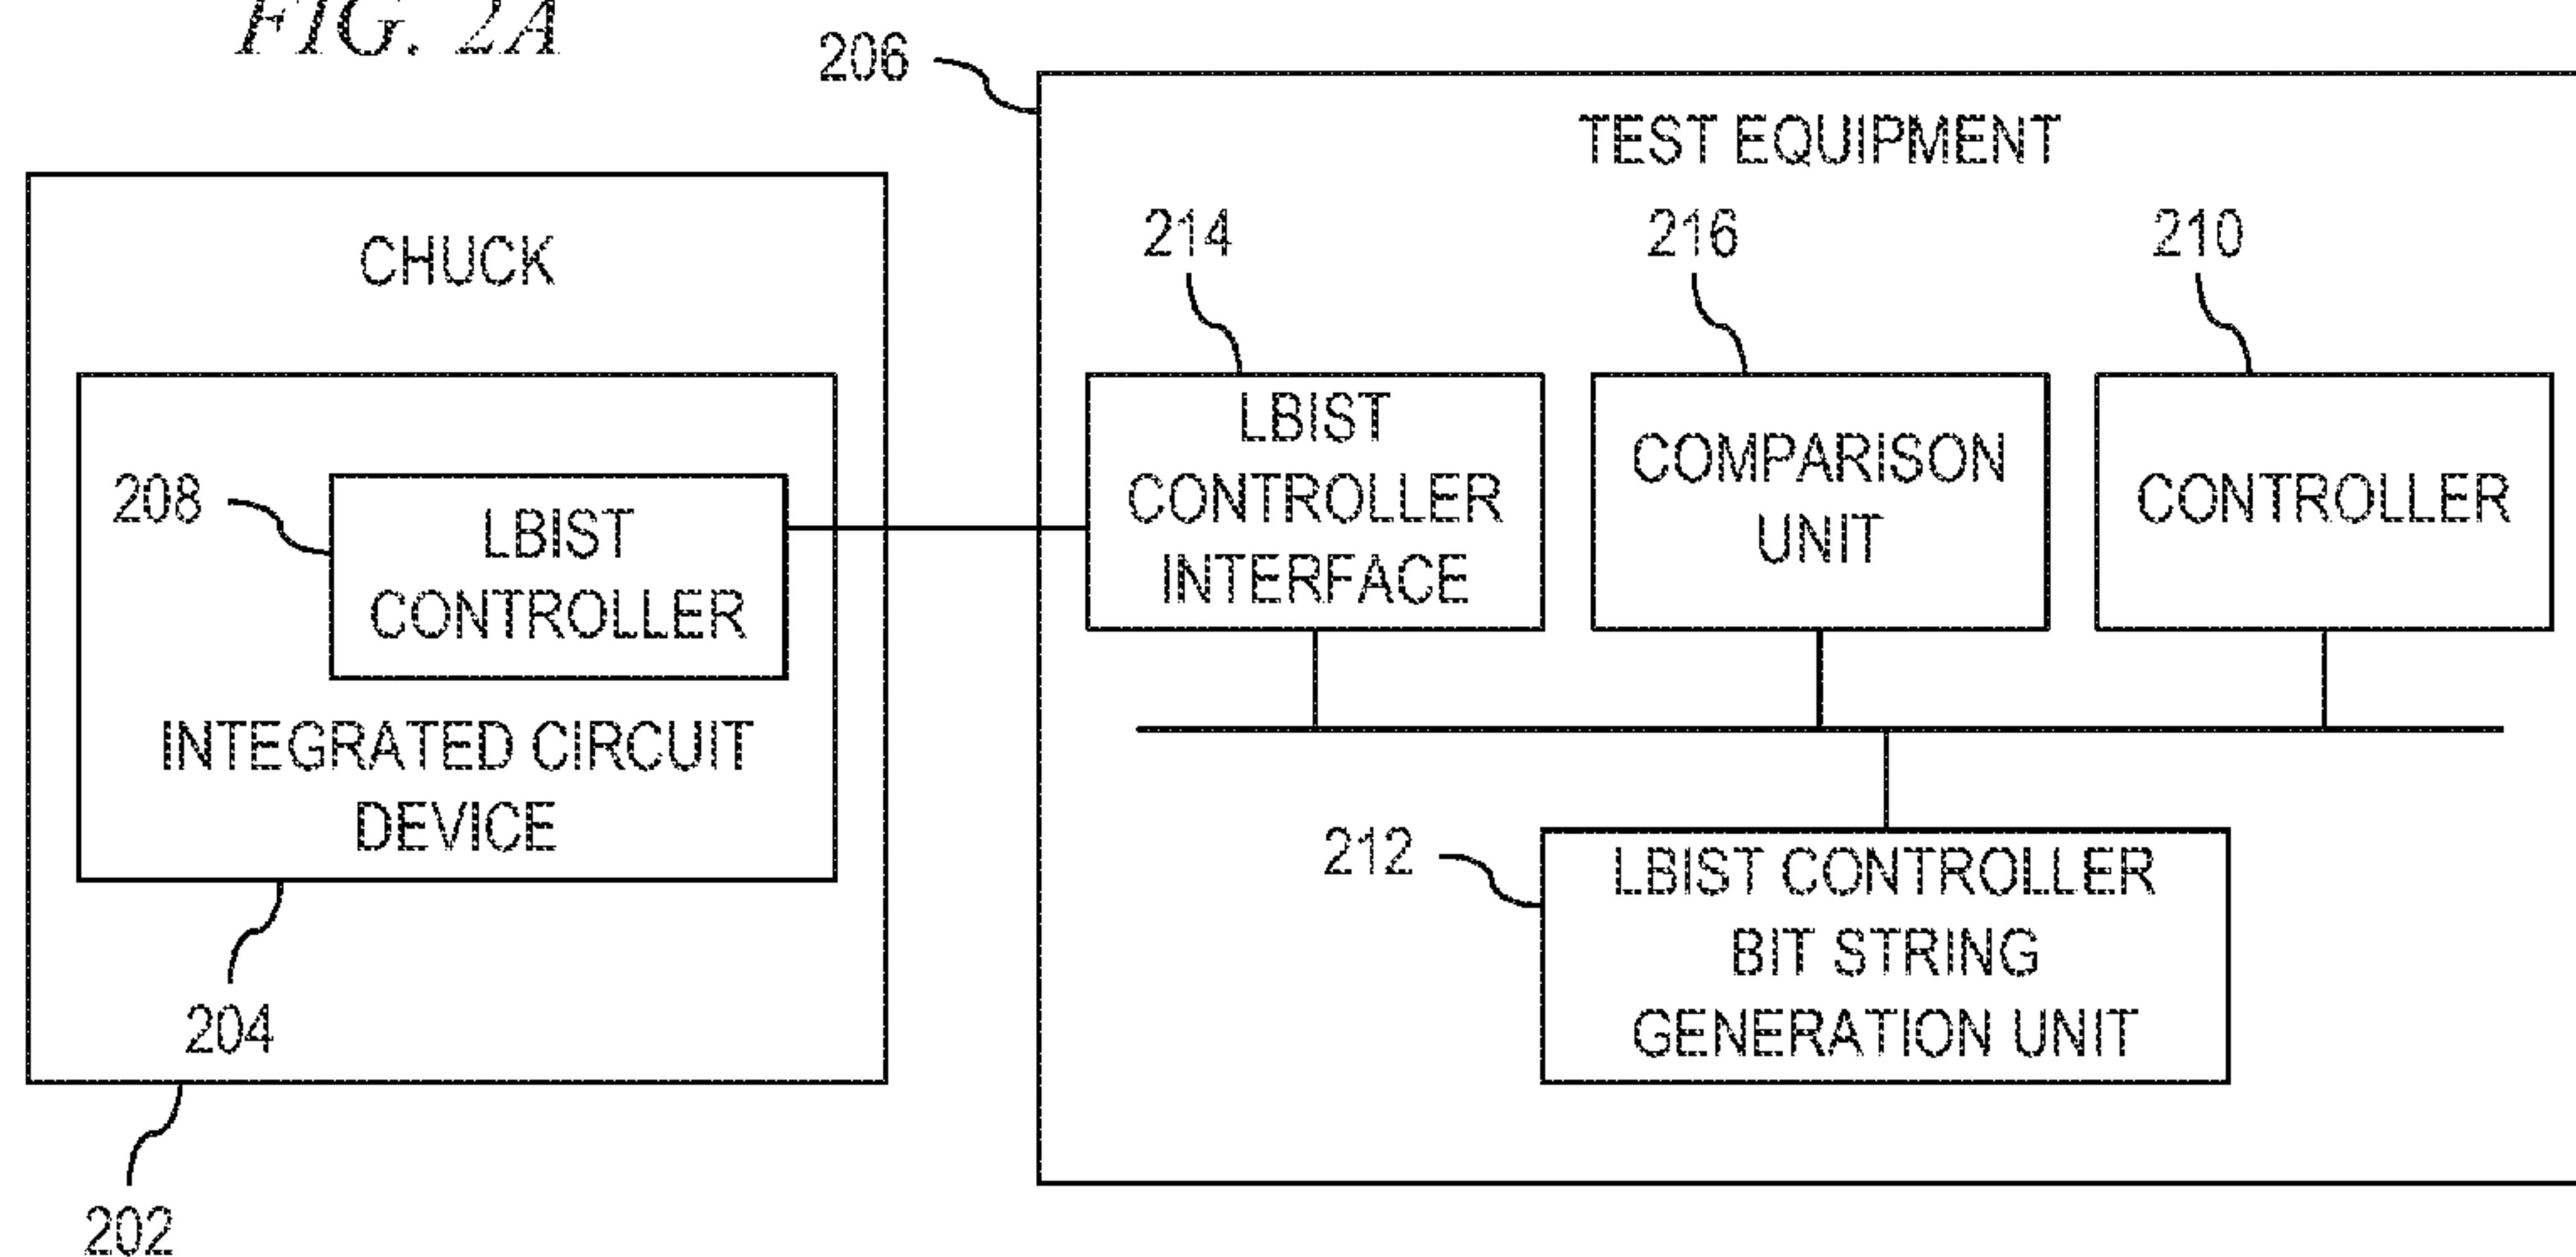 FIG. 2A
206
TEST EQUIPMENT
CHUCK
214
216
210
208
LBIST
CONTROLLER
INTEGRATED CIRCUIT
DEVICE
LBIST
CONTROLLER
INTERFACE
COMPARISON
UNIT
CONTROLLER
212
LBIST CONTROLLER
BIT STRING
GENERATION UNIT
204
202